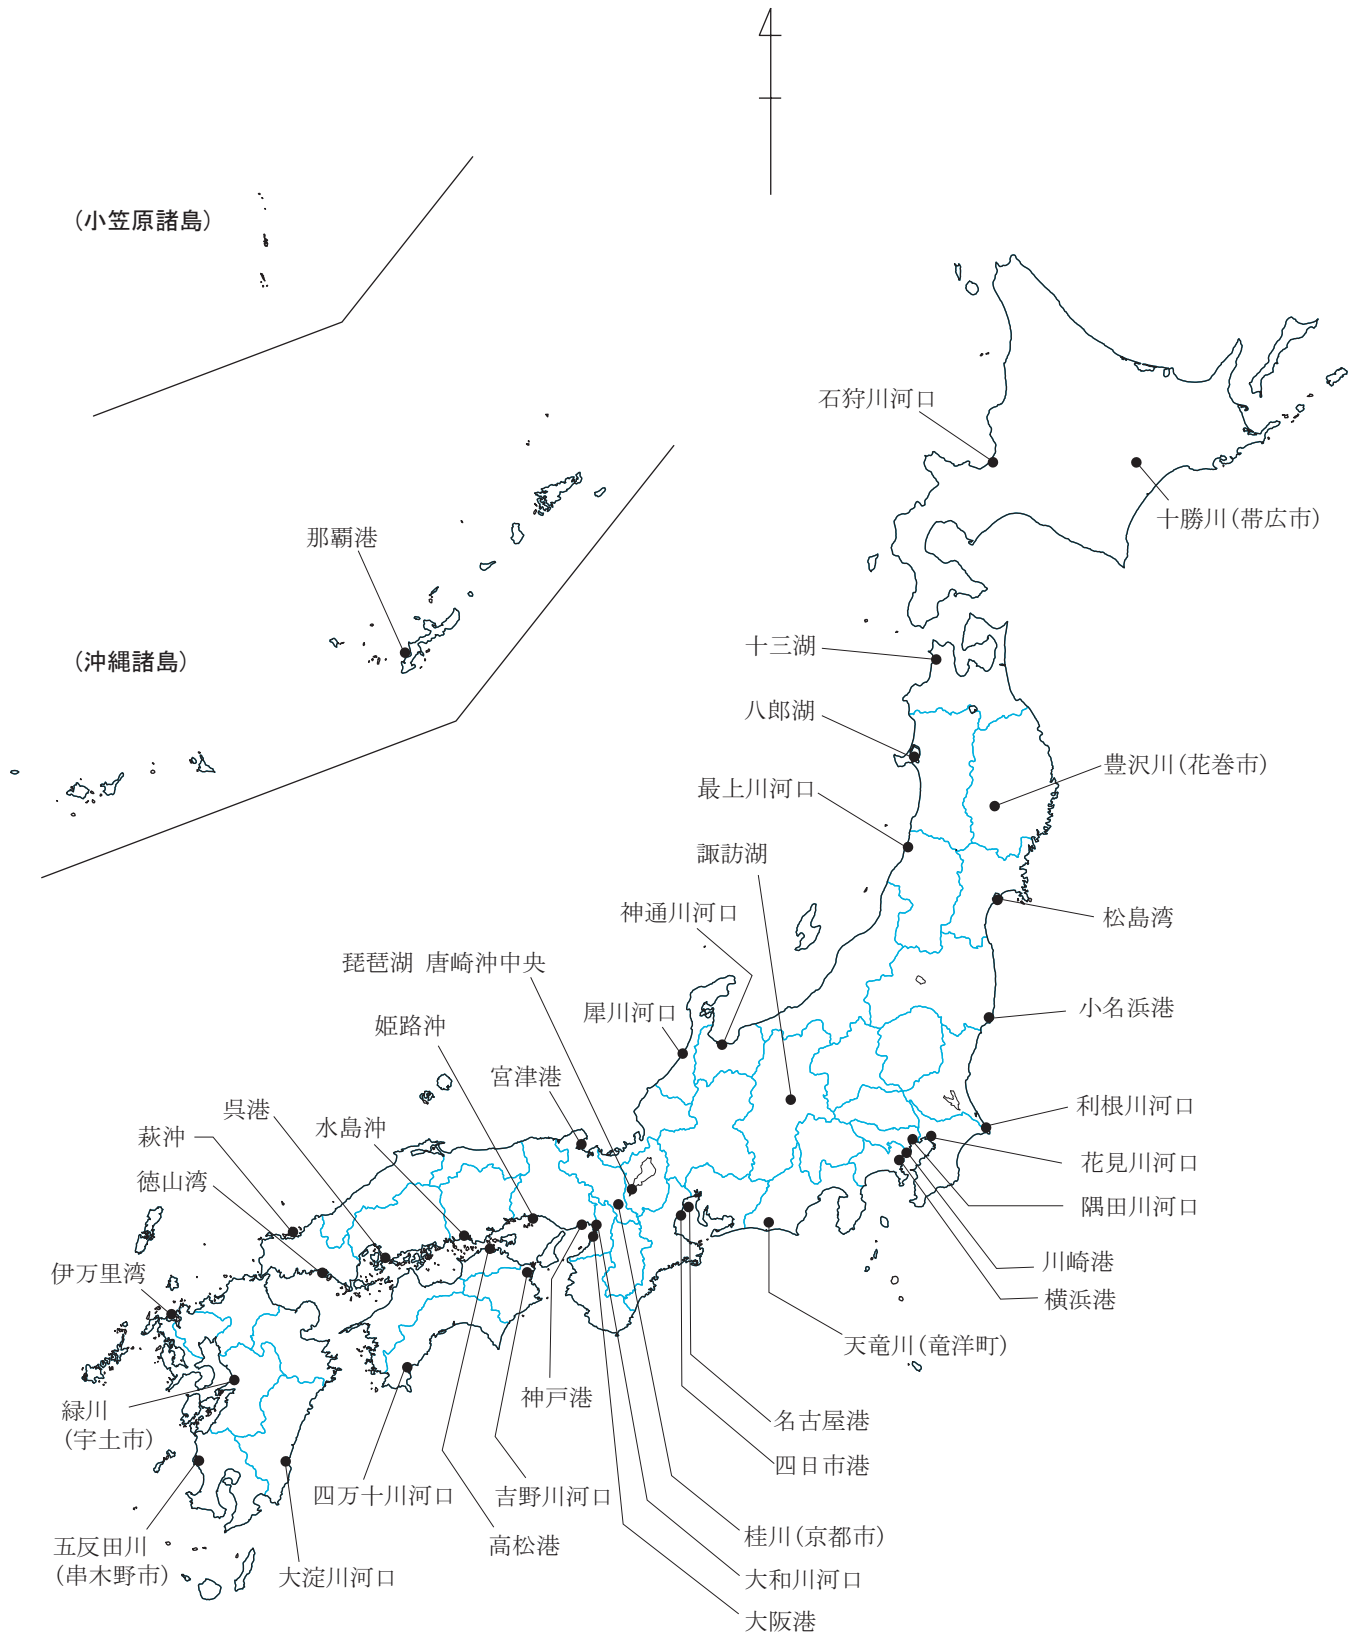 (小笠原諸島)
石狩川河口
十勝川(帯広市)
那覇港
(沖縄諸島)
十三湖
八郎湖
豊沢川(花巻市)
最上川河口
諏訪湖
神通川河口
松島湾
琵琶湖 唐崎沖中央
犀川河口
小名浜港
姫路沖
宮津港
呉港
水島沖
萩沖
徳山湾
利根川河口
花見川河口
隅田川河口
川崎港
横浜港
伊万里湾
天竜川(竜洋町)
緑川
(宇土市)
神戸港
名古屋港
四日市港
四万十川河口
吉野川河口
高松港
桂川(京都市)
五反田川
(串木野市)
大淀川河口
大和川河口
大阪港